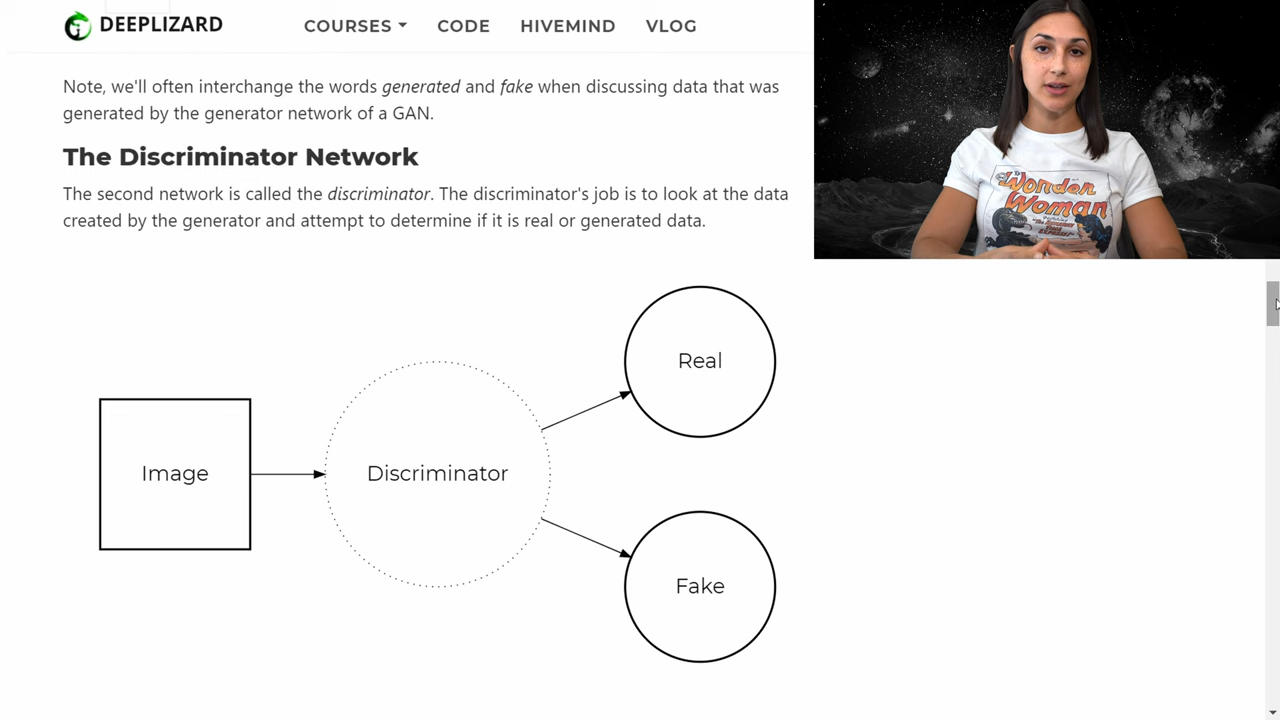 DEEPLIZARD
COURSES
CODE
HIVEMIND
VLOG
Note, we'll often interchange the words generated and fake when discussing data that was
generated by the generator network of a GAN.
The Discriminator Network
The second network is called the discriminator. The discriminator's job is to look at the data
created by the generator and attempt to determine if it is real or generated data.
Image
Discriminator
Real
Fake
Wonder
Woman